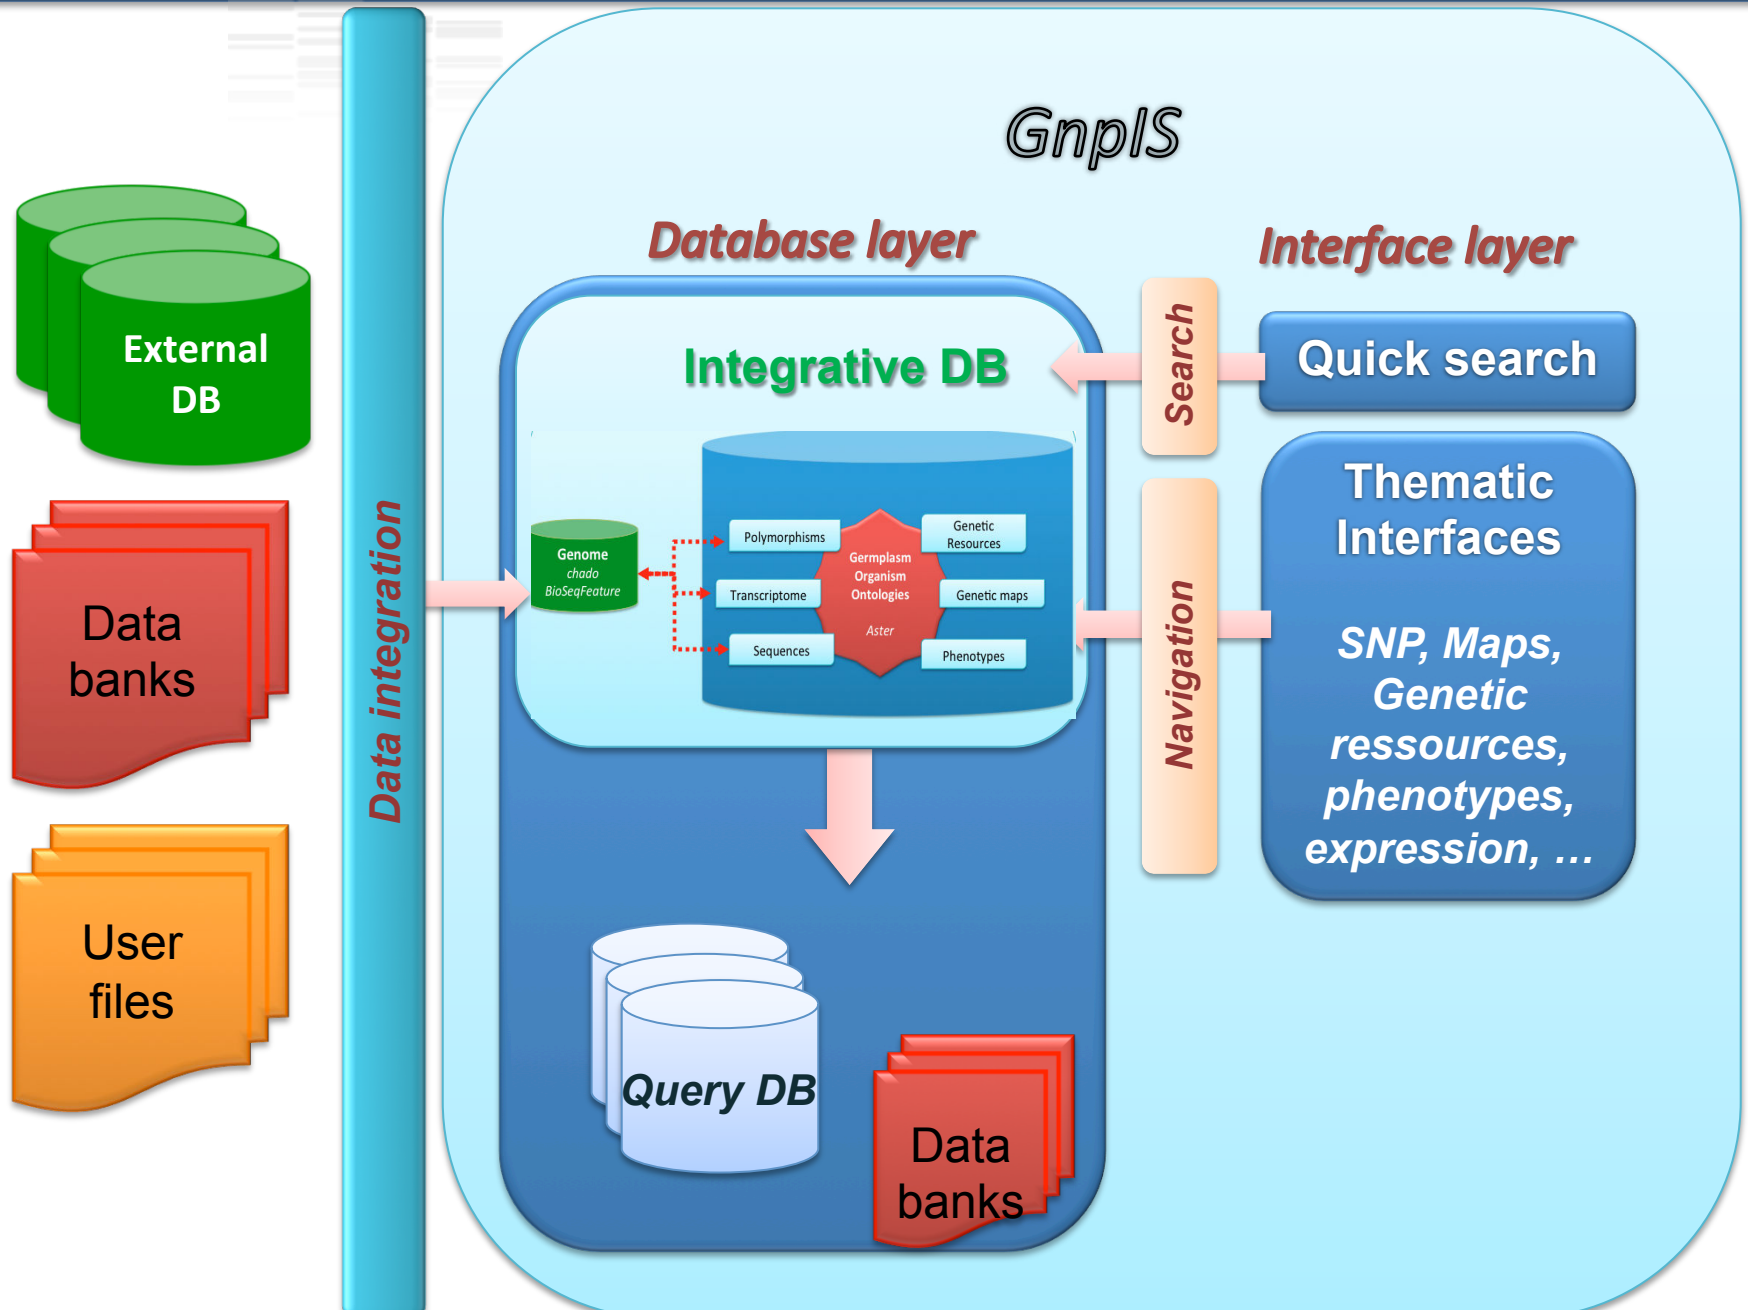 GnpIS
Database layer
Interface layer
External
DB
Data
banks
User
files
Data integration
Integrative DB
Genome
chado
BioSeqFeature
Polymorphisms
Transcriptome
Sequences
Germplasm
Organism
Ontologies
Aster
Genetic
Resources
Genetic maps
Phenotypes
Search
Navigation
Quick search
Thematic
Interfaces
SNP, Maps,
Genetic
ressources,
phenotypes,
expression, …
Query DB
Data
banks